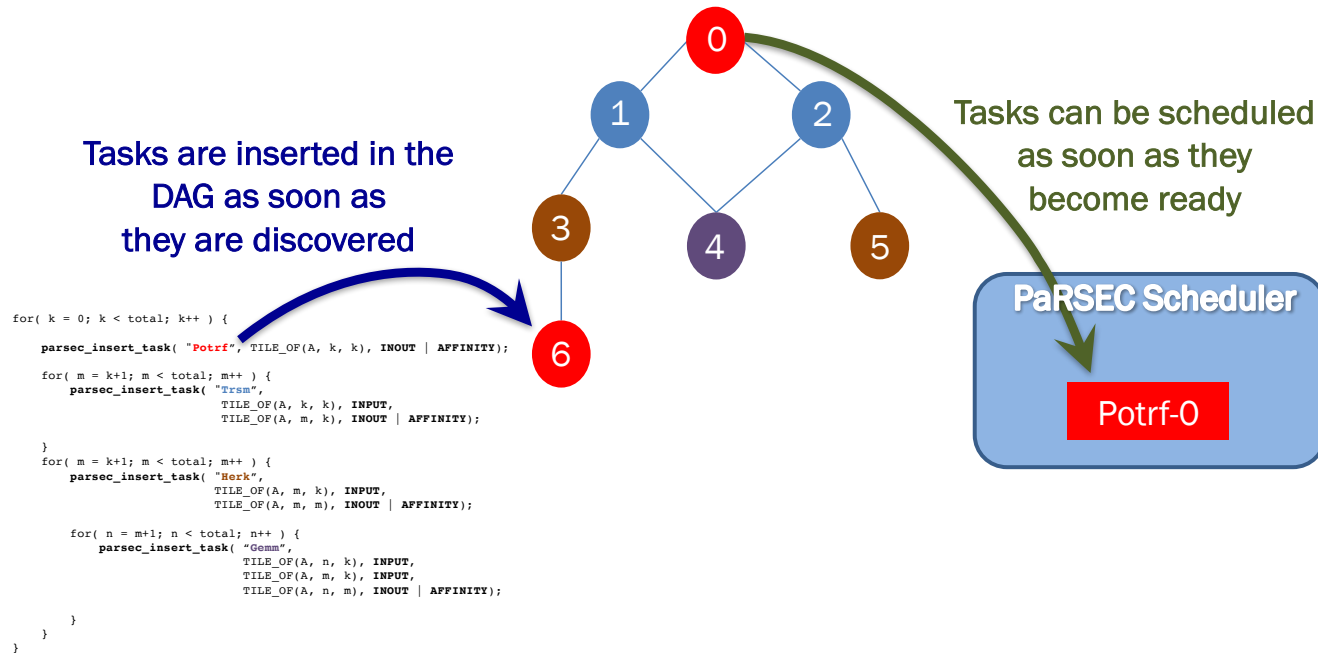 0
1
2
Tasks can be scheduled
as soon as they
become ready
Tasks are inserted in the
DAG as soon as
they are discovered
3
4
5
6
PaRSEC Scheduler
Potrf-0
for( k = 0; k < total; k++ ) {
parsec_insert_task( "Potrf”, TILE_OF(A, k, k), INOUT | AFFINITY);
for( m = k+1; m < total; m++ ) {
parsec_insert_task( "Trsm”,
TILE_OF(A, k, k), INPUT,
TILE_OF(A, m, k), INOUT | AFFINITY);
}
for( m = k+1; m < total; m++ ) {
parsec_insert_task( "Herk”,
TILE_OF(A, m, k), INPUT,
TILE_OF(A, m, m), INOUT | AFFINITY);
for( n = m+1; n < total; n++ ) {
parsec_insert_task( “Gemm”,
TILE_OF(A, n, k), INPUT,
TILE_OF(A, m, k), INPUT,
TILE_OF(A, n, m), INOUT | AFFINITY);
}
}
}